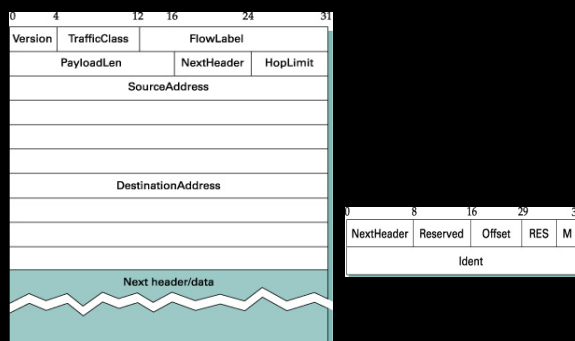 0 4 12 16 24 31
Version TrafficClass FlowLabel
PayloadLen NextHeader HopLimit
SourceAddress
DestinationAddress
Next header/data
0 8 16 29 3
NextHeader Reserved Offset RES M
Ident